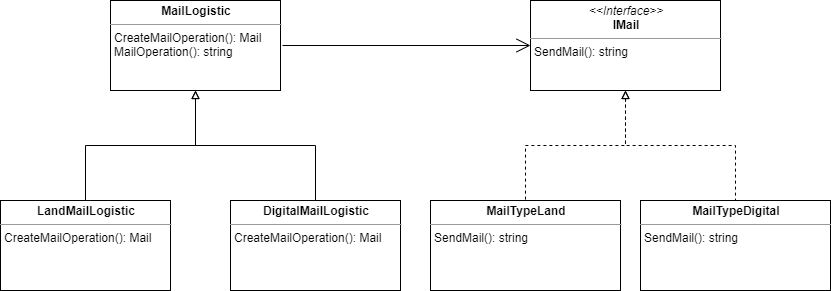 MailLogistic
CreateMailOperation(): Mail
MailOperation(): string
<<Interface>>
IMail
SendMail(): string
LandMailLogistic
CreateMailOperation(): Mail
DigitalMailLogistic
CreateMailOperation(): Mail
MailTypeLand
SendMail(): string
MailTypeDigital
SendMail(): string